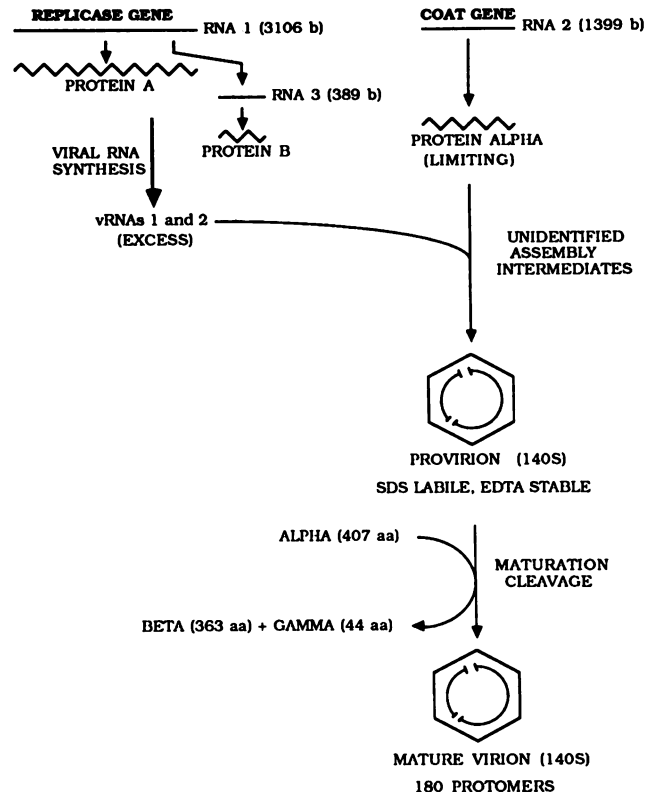 REPLICASE GENE
RNA 1 (3106 b)
COAT GENE
RNA 2 (1399 b)
PROTEIN A
RNA 3 (389 b)
PROTEIN B
PROTEIN ALPHA
(LIMITING)
VIRAL RNA
SYNTHESIS
vRNAs 1 and 2
(EXCESS)
UNIDENTIFIED
ASSEMBLY
INTERMEDIATES
PROVIRION (140S)
SDS LABILE, EDTA STABLE
ALPHA (407 aa)
MATURATION
CLEAVAGE
BETA (363 aa) + GAMMA (44 aa)
MATURE VIRION (140S)
180 PROTOMERS